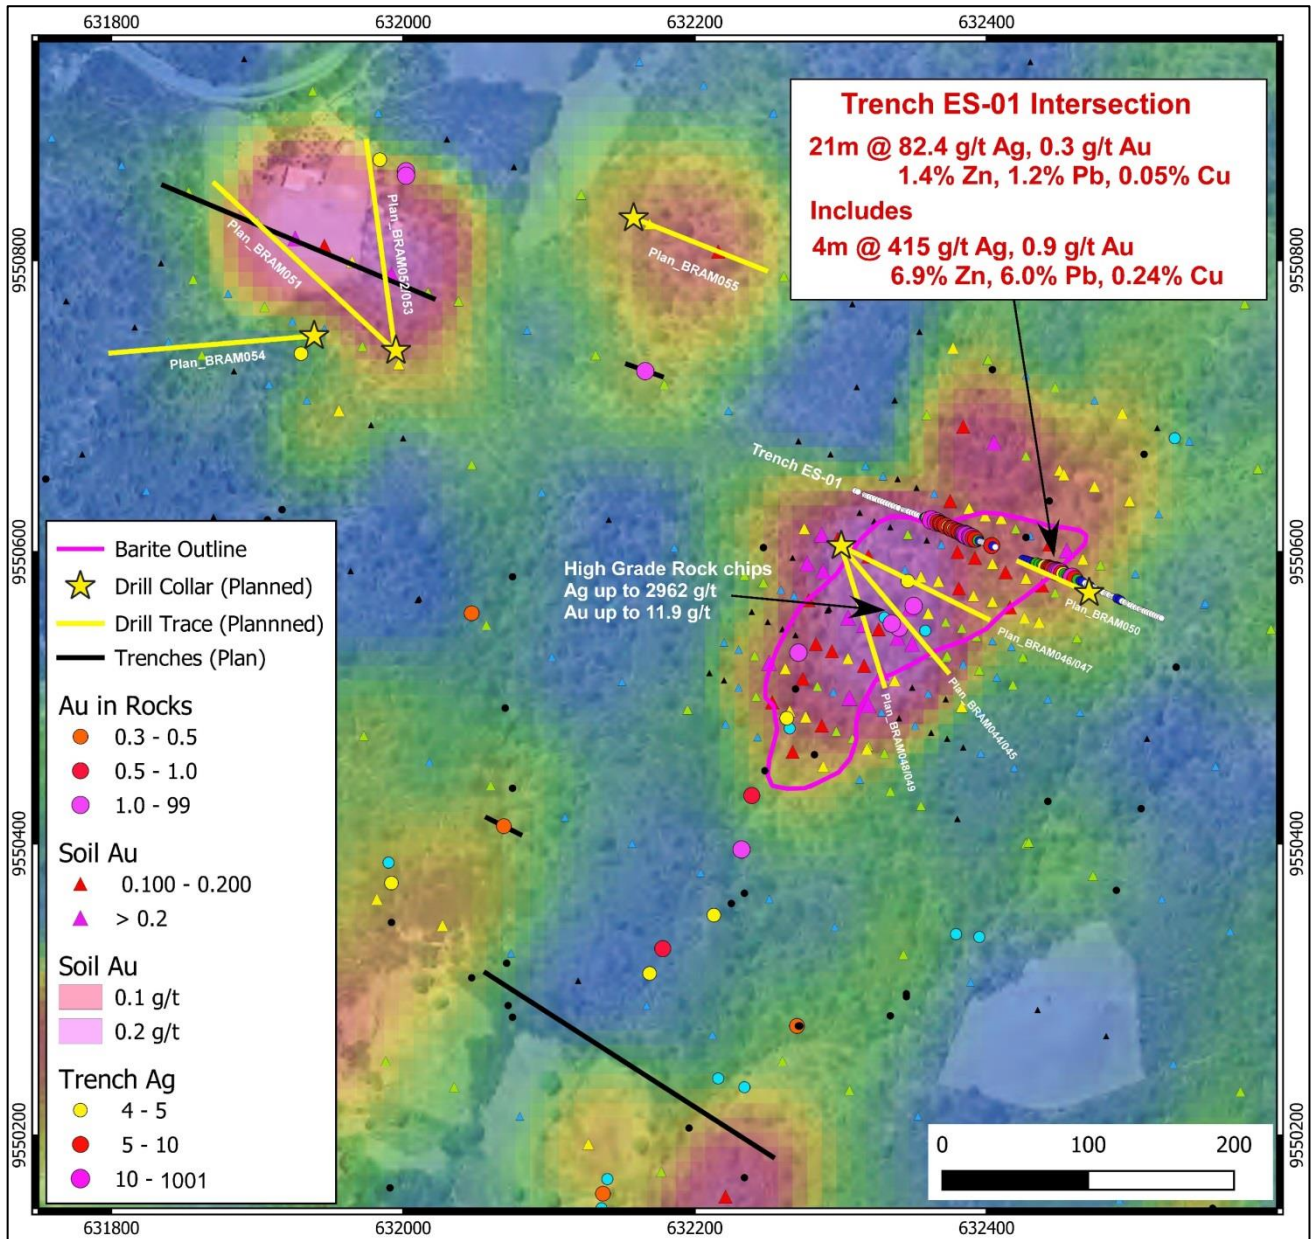 631800 632000 632200 632400
Trench ES-01 Intersection
21m @ 82.4 g/t Ag, 0.3 g/t Au
1.4% Zn, 1.2% Pb, 0.05% Cu
Includes
4m @ 415 g/t Ag, 0.9 g/t Au
6.9% Zn, 6.0% Pb, 0.24% Cu
9550800
9550800
Plan_BRAM051
Plan_BRAM052/053
Plan_BRAM054
Plan_BRAM055
Trench ES-01
High Grade Rock chips
Ag up to 2962 g/t
Au up to 11.9 g/t
Plan_BRAM050
Plan_BRAM046/047
Plan_BRAM044/045
Plan_BRAM048/049
9550600
9550600
Barite Outline
Drill Collar (Planned)
Drill Trace (Plannned)
Trenches (Plan)
Au in Rocks
0.3 - 0.5
0.5 - 1.0
1.0 - 99
Soil Au
0.100 - 0.200
> 0.2
Soil Au
0.1 g/t
0.2 g/t
Trench Ag
4 - 5
5 - 10
10 - 1001
9550400
9550400
9550200
9550200
0 100 200
631800 632000 632200 632400